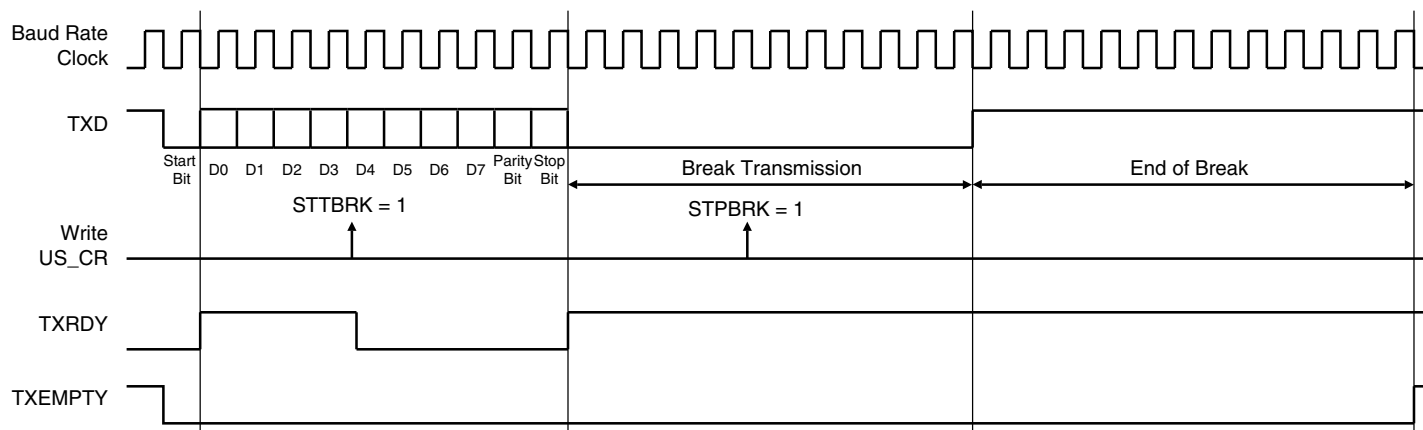 Baud Rate
Clock
TXD
Start
Bit
D0
D1
D2
D3
D4
D5
D6
D7
Parity
Bit
Stop
Bit
Break Transmission
End of Break
STTBRK = 1
STPBRK = 1
Write
US_CR
TXRDY
TXEMPTY